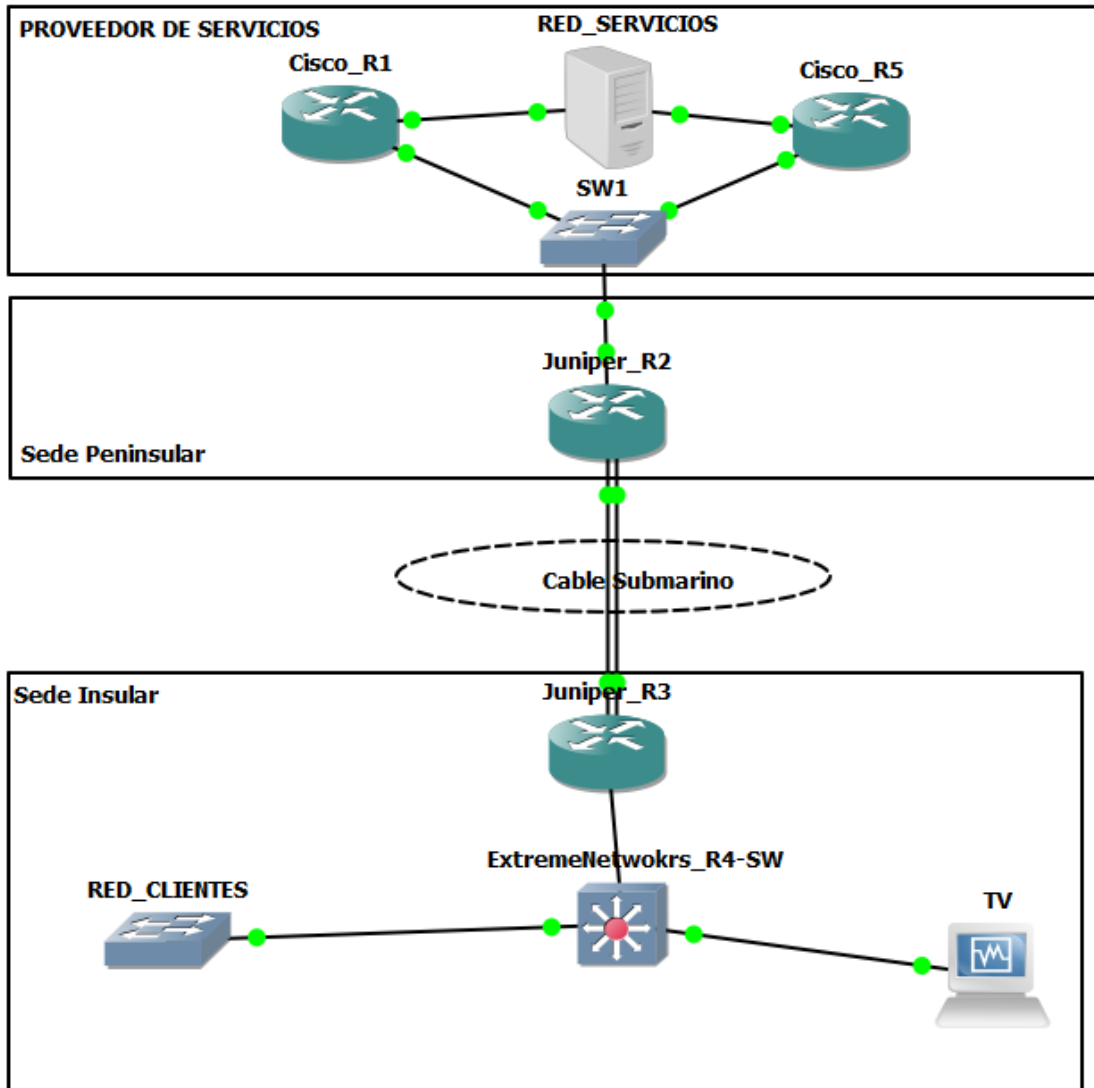 PROVEEDOR DE SERVICIOS
RED_SERVICIOS
Cisco_R1
Cisco_R5
SW1
Juniper_R2
Sede Peninsular
Cable Submarino
Sede Insular
Juniper_R3
ExtremeNetwokrs_R4-SW
RED_CLIENTES
TV